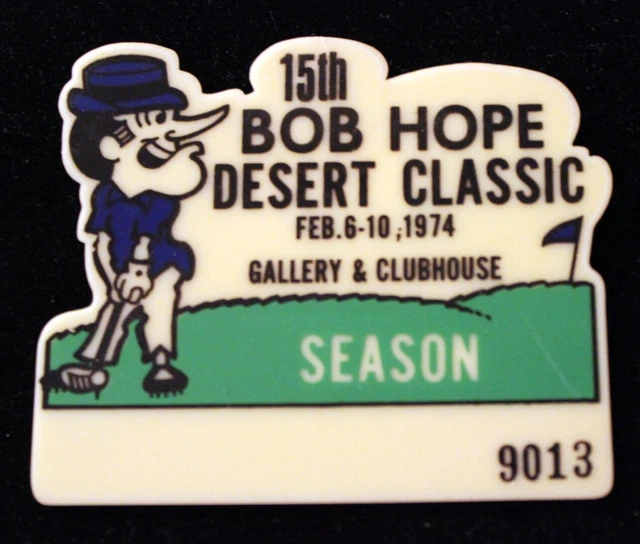 15th
BOB HOPE
DESERT CLASSIC
FEB. 6-10, 1974
GALLERY & CLUBHOUSE
SEASON
9013